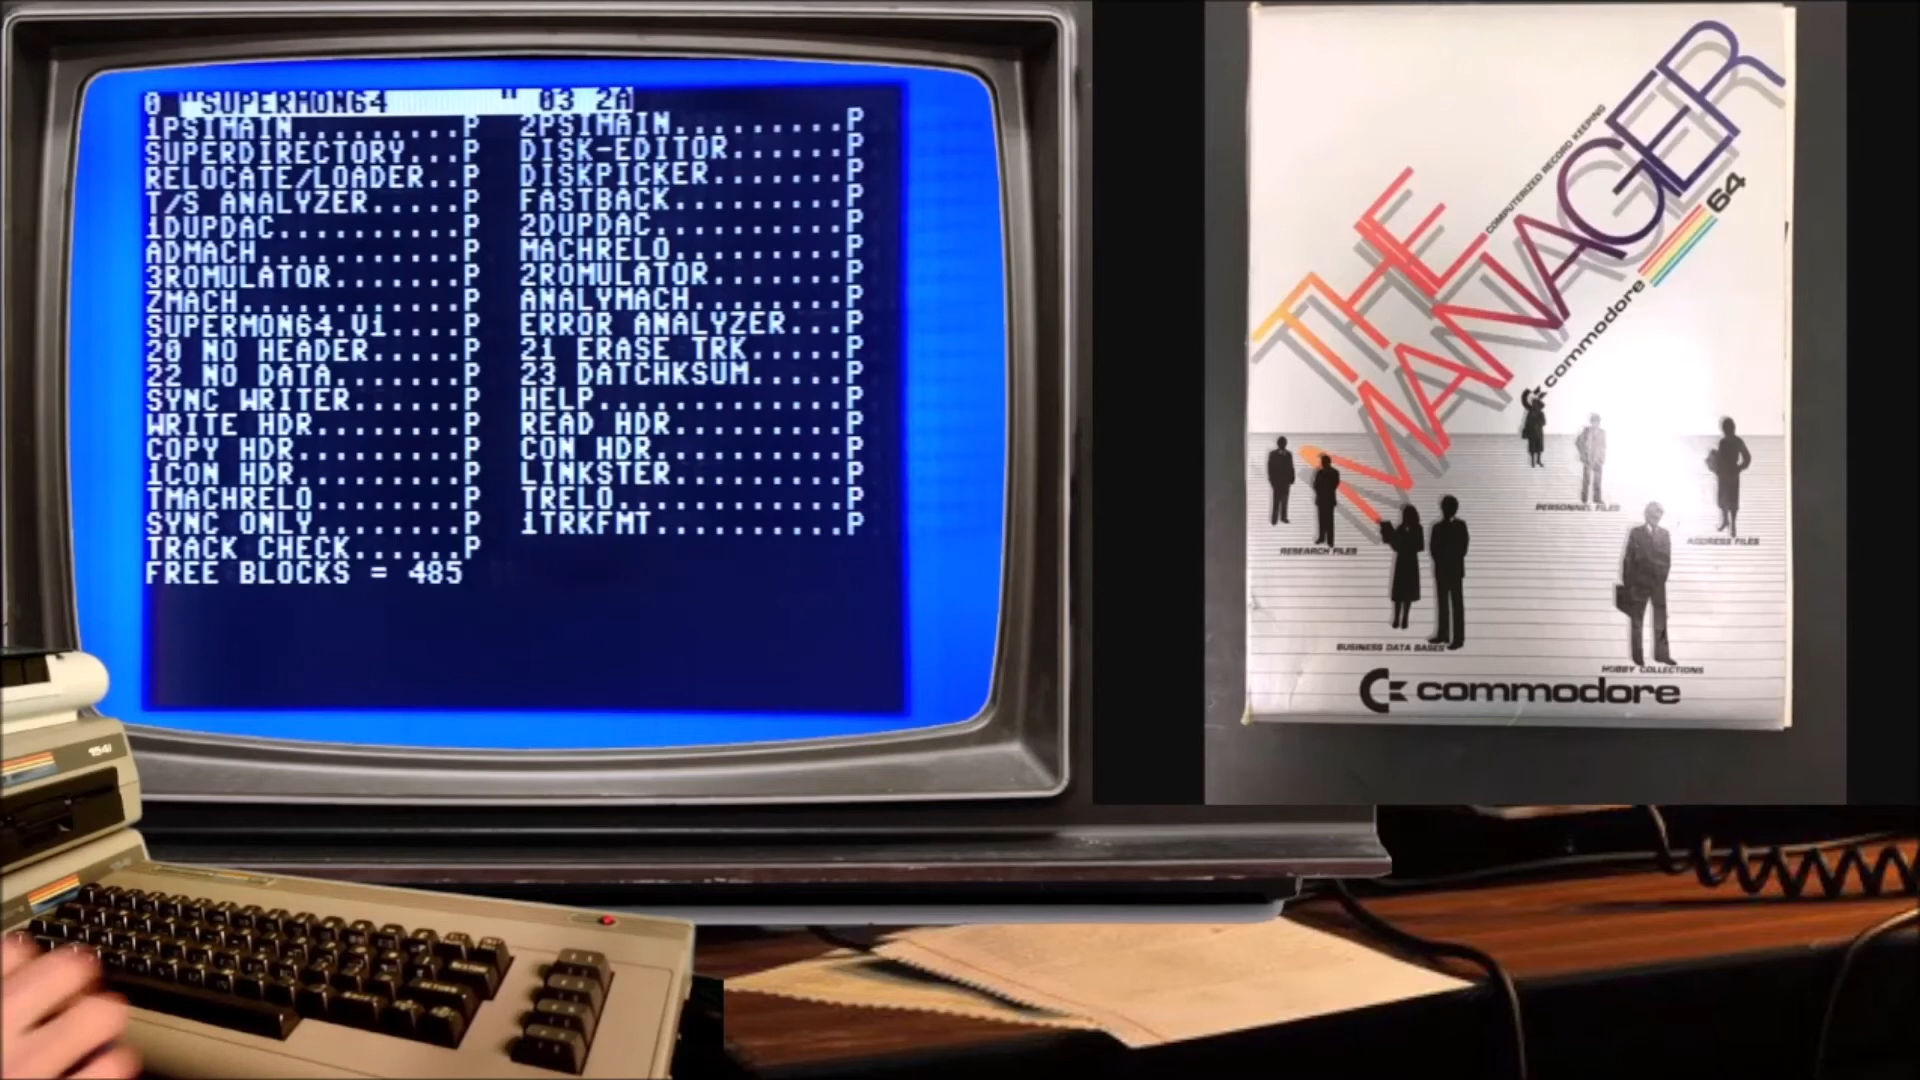 0 "SUPERMON64 " 03 2A
1PSIMAIN.........P 2PSIMAIN.........P
SUPERDIRECTORY...P DISK-EDITOR......P
RELOCATE/LOADER..P DISKPICKER.......P
T/S ANALYZER.....P FASTBACK.........P
1DUPDAC..........P 2DUPDAC..........P
ADMACH...........P MACHRELO.........P
3ROMULATOR.......P 2ROMULATOR.......P
ZMACH............P ANALYMACH........P
SUPERMON64.V1....P ERROR ANALYZER...P
20 NO HEADER.....P 21 ERASE TRK.....P
22 NO DATA.......P 23 DATCHKSUM.....P
SYNC WRITER......P HELP.............P
WRITE HDR........P READ HDR.........P
COPY HDR.........P CON HDR..........P
1CON HDR.........P LINKSTER.........P
TMACHRELO........P TRELO............P
SYNC ONLY........P 1TRKFMT..........P
TRACK CHECK......P
FREE BLOCKS = 485
THE
MANAGER
COMPUTERIZED RECORD KEEPING
commodore 64
PERSONNEL FILES
ADDRESS FILES
RESEARCH FILES
BUSINESS DATA BASES
HOBBY COLLECTIONS
commodore
1541